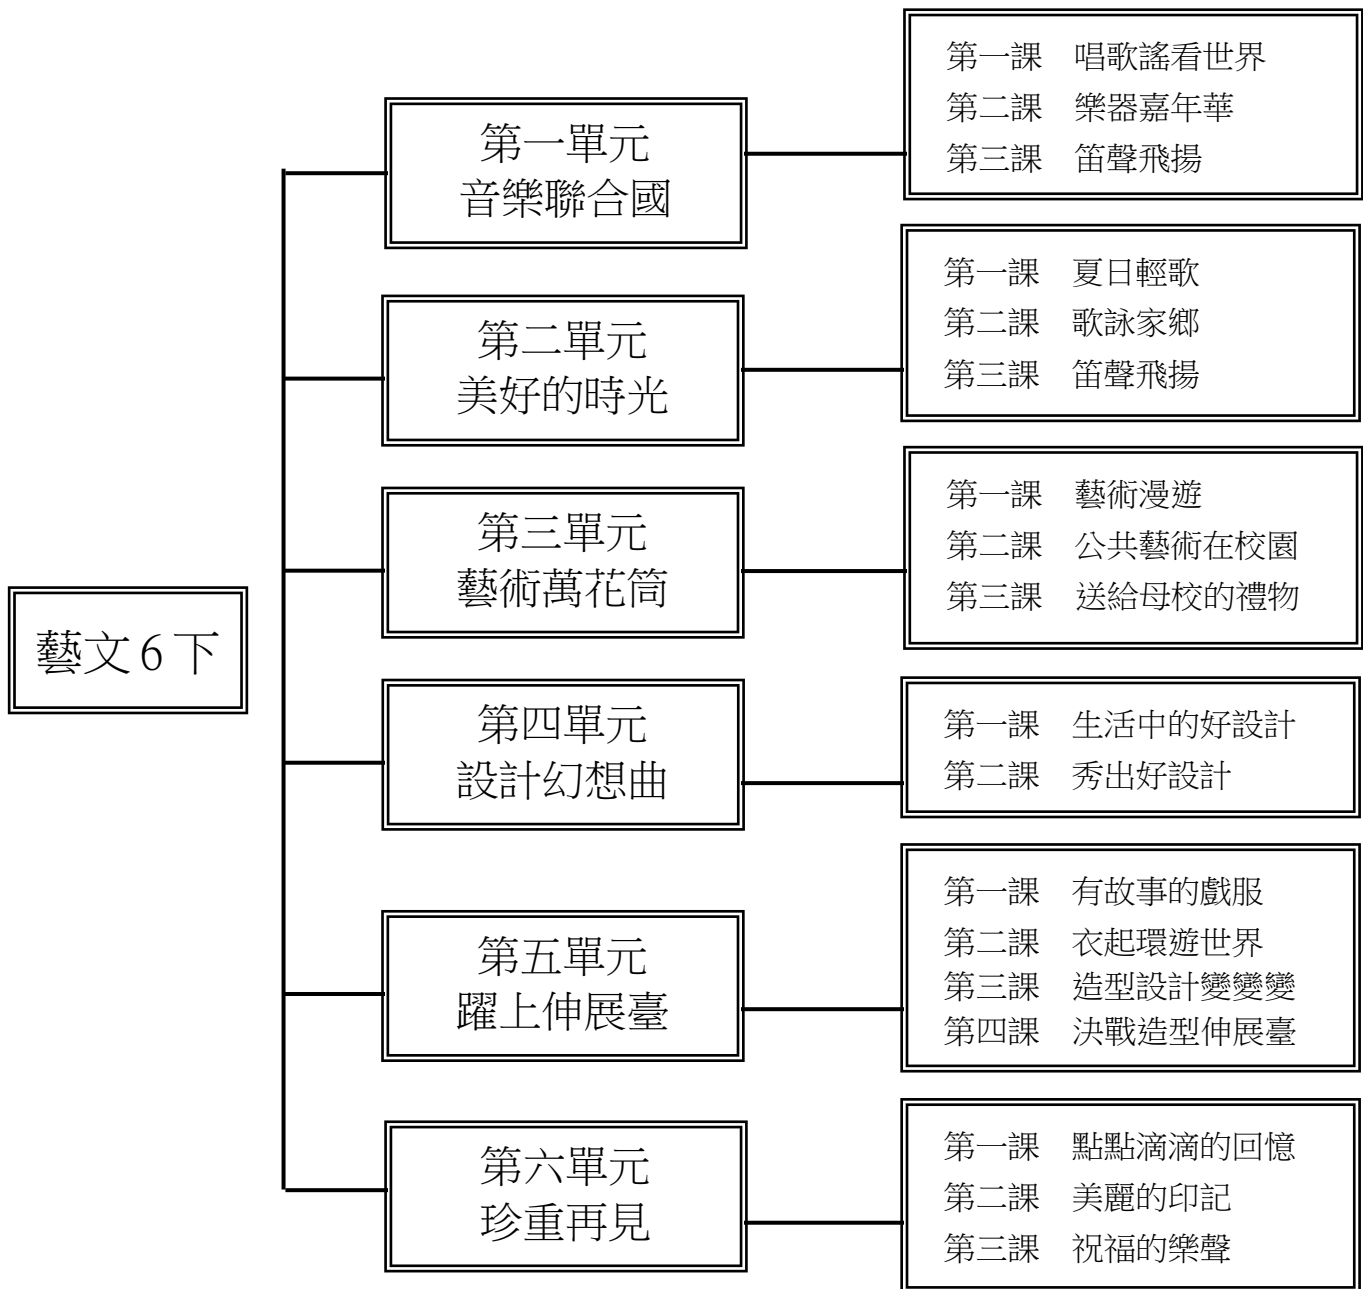 藝文6下
第一單元
音樂聯合國
第一課 唱歌謠看世界
第二課 樂器嘉年華
第三課 笛聲飛揚
第二單元
美好的時光
第一課 夏日輕歌
第二課 歌詠家鄉
第三課 笛聲飛揚
第三單元
藝術萬花筒
第一課 藝術漫遊
第二課 公共藝術在校園
第三課 送給母校的禮物
第四單元
設計幻想曲
第一課 生活中的好設計
第二課 秀出好設計
第五單元
躍上伸展臺
第一課 有故事的戲服
第二課 衣起環遊世界
第三課 造型設計變變變
第四課 決戰造型伸展臺
第六單元
珍重再見
第一課 點點滴滴的回憶
第二課 美麗的印記
第三課 祝福的樂聲